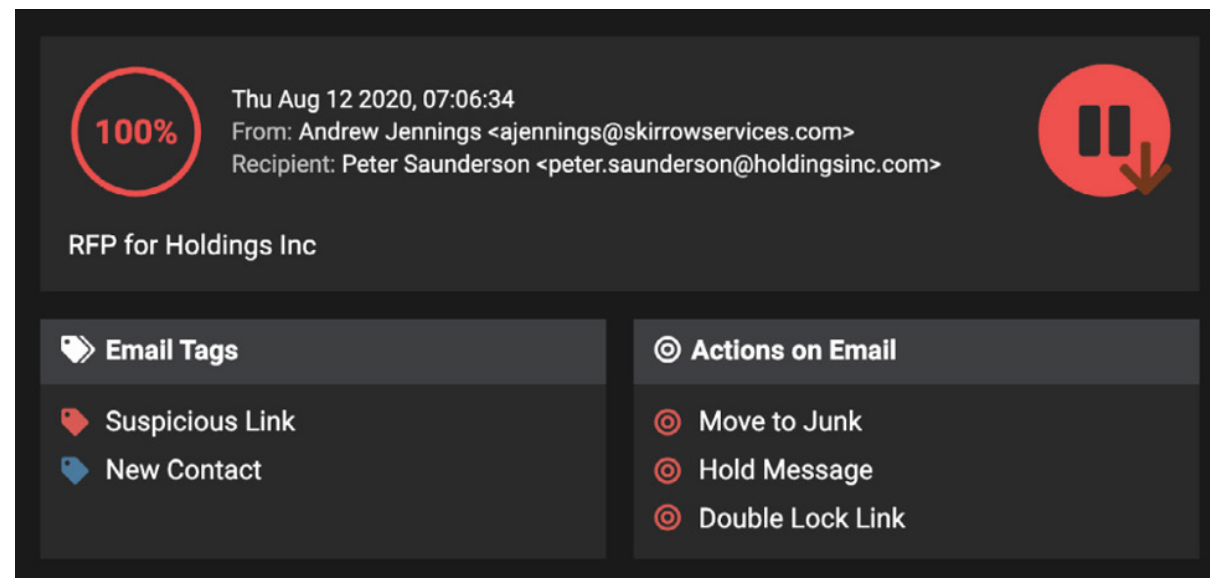 100%
Thu Aug 12 2020, 07:06:34
From: Andrew Jennings <ajennings@skirrowservices.com>
Recipient: Peter Saunderson <peter.saunderson@holdingsinc.com>
RFP for Holdings Inc
Email Tags
Suspicious Link
New Contact
Actions on Email
Move to Junk
Hold Message
Double Lock Link